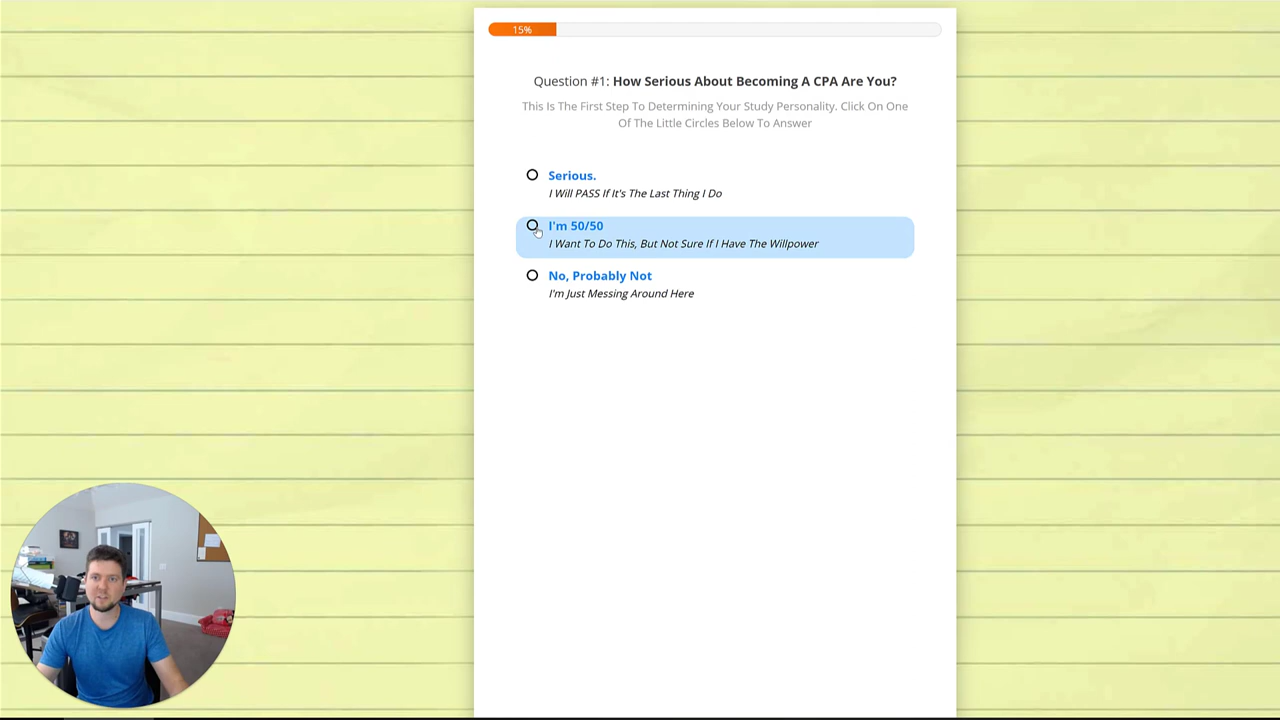 15%
Question #1: How Serious About Becoming A CPA Are You?
This Is The First Step To Determining Your Study Personality. Click On One
Of The Little Circles Below To Answer
Serious.
I Will PASS If It's The Last Thing I Do
I'm 50/50
I Want To Do This, But Not Sure If I Have The Willpower
No, Probably Not
I'm Just Messing Around Here